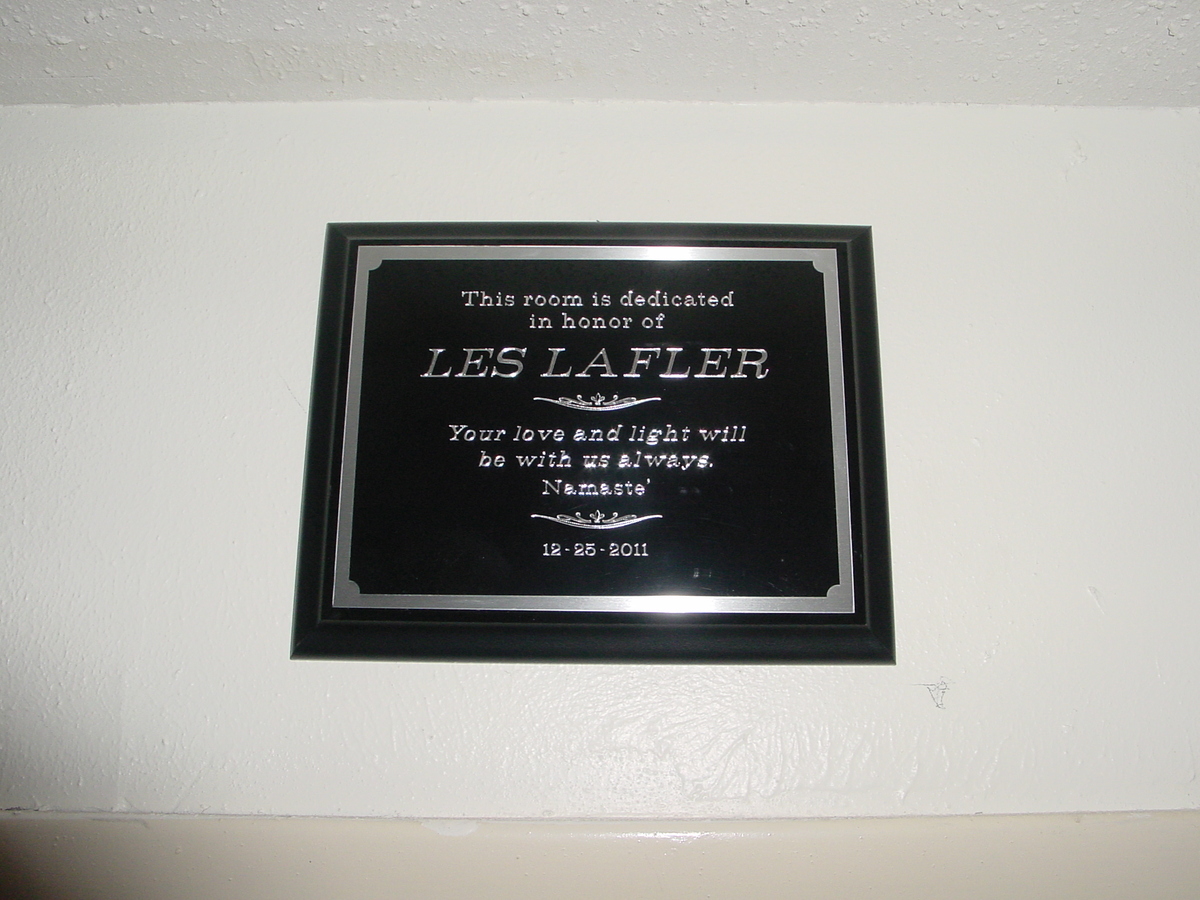 This room is dedicated
in honor of
LES LAFLER
Your love and light will
be with us always.
Namaste'
12-25-2011